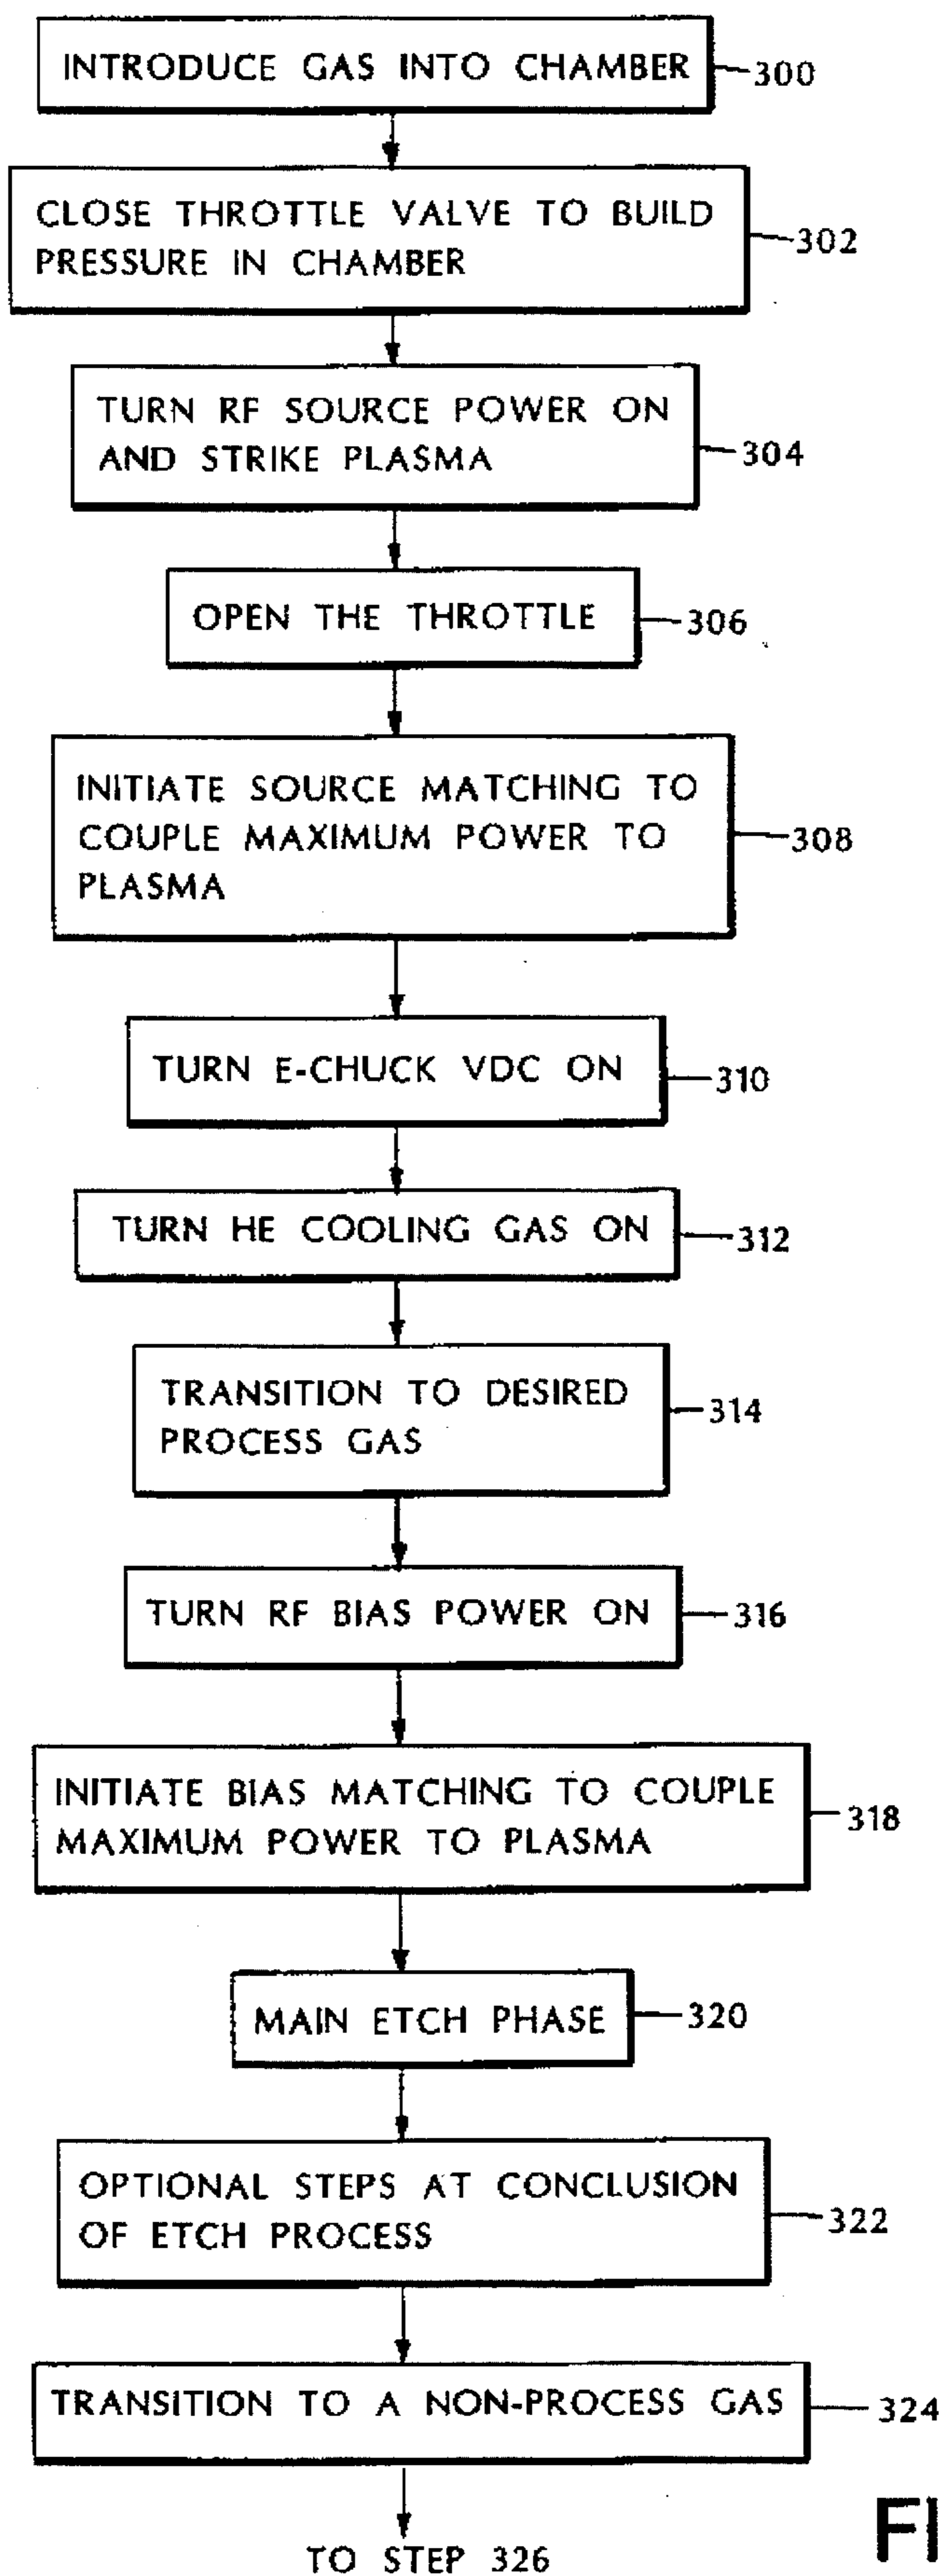 INTRODUCE GAS INTO CHAMBER
300
CLOSE THROTTLE VALVE TO BUILD
PRESSURE IN CHAMBER
302
TURN RF SOURCE POWER ON
AND STRIKE PLASMA
304
OPEN THE THROTTLE
306
INITIATE SOURCE MATCHING TO
COUPLE MAXIMUM POWER TO
PLASMA
308
TURN E-CHUCK VDC ON
310
TURN HE COOLING GAS ON
312
TRANSITION TO DESIRED
PROCESS GAS
314
TURN RF BIAS POWER ON
316
INITIATE BIAS MATCHING TO COUPLE
MAXIMUM POWER TO PLASMA
318
MAIN ETCH PHASE
320
OPTIONAL STEPS AT CONCLUSION
OF ETCH PROCESS
322
TRANSITION TO A NON-PROCESS GAS
324
TO STEP 326
FI